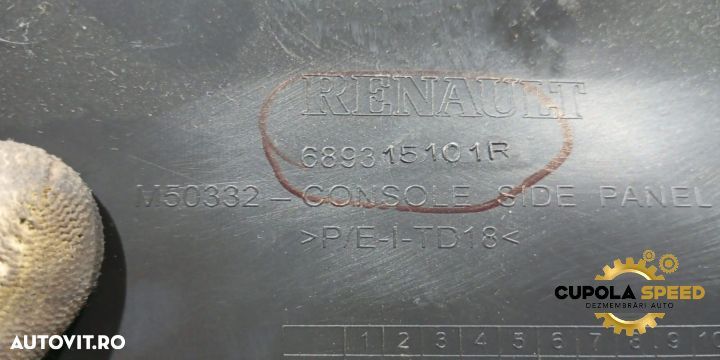 RENAULT
689315101R
M50332-CONSOLE SIDE PANEL
>P/E-I-TD18<
CUPOLA SPEED
DEZMEMBRĂRI AUTO
1 2 3 4 5 6 7 8 9 10
AUTOVIT.RO